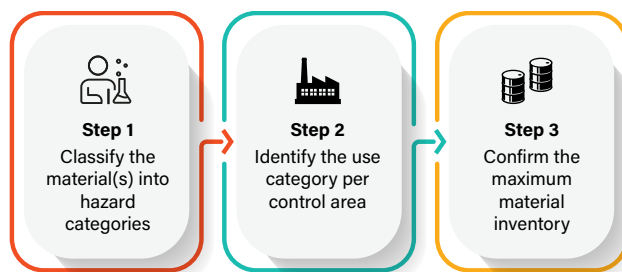 Step 1
Classify the
material(s) into
hazard
categories
Step 2
Identify the use
category per
control area
Step 3
Confirm the
maximum
material
inventory